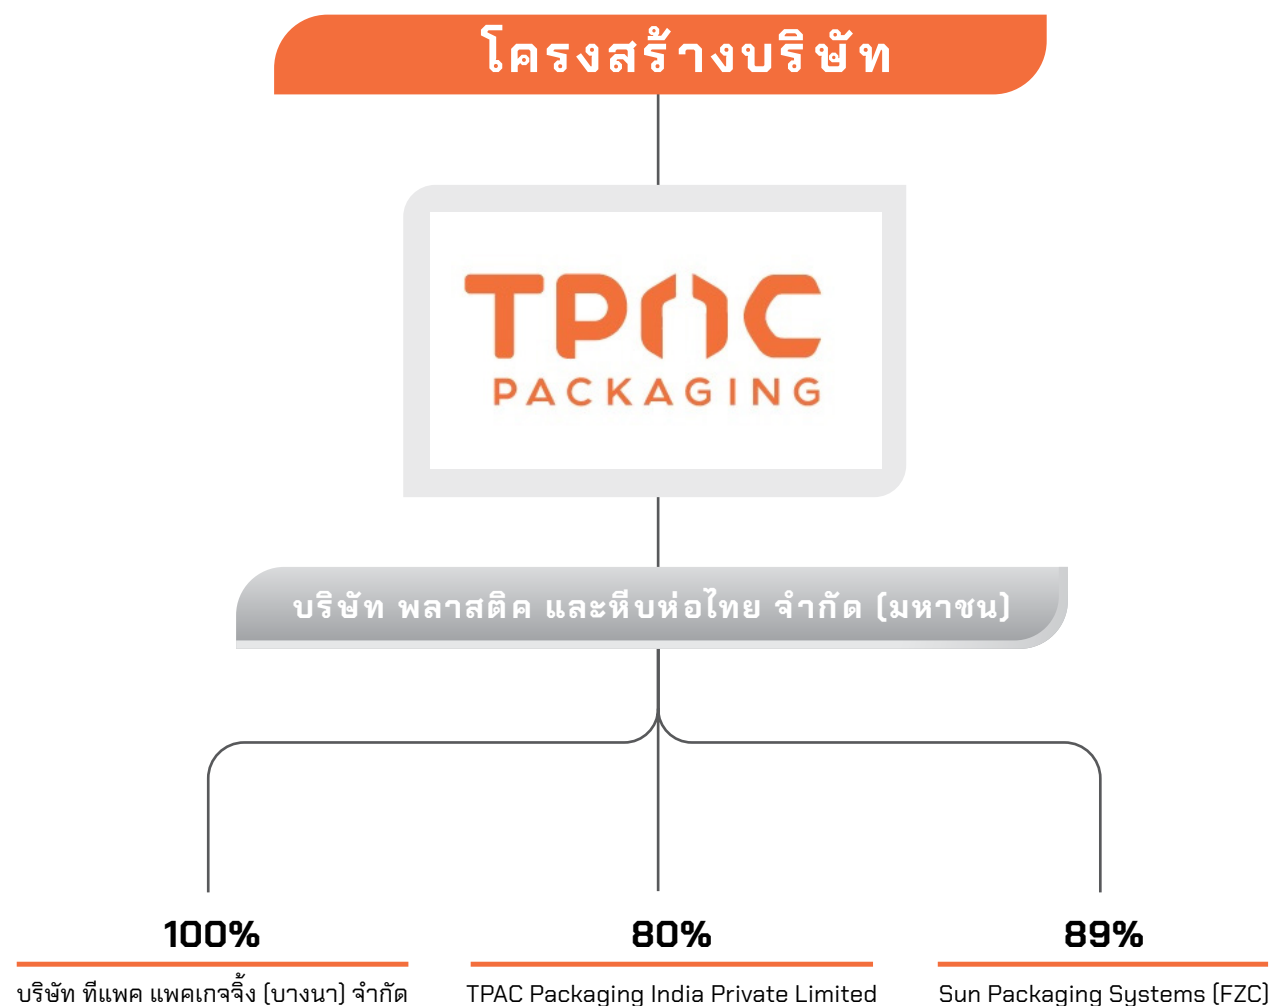 โครงสร้างบริษัท
TPAC
PACKAGING
บริษัท พลาสติค และหีบห่อไทย จำกัด (มหาชน)
100%
80%
89%
บริษัท ทีแพค แพคเกจจิ้ง (บางนา) จำกัด
TPAC Packaging India Private Limited
Sun Packaging Systems (FZC)